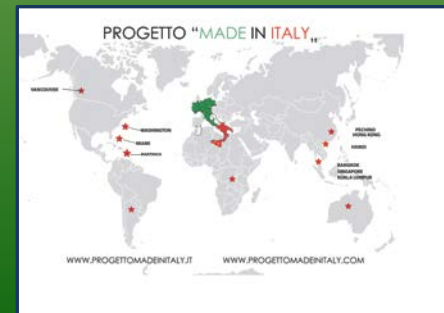 PROGETTO “MADE IN ITALY„
VANCOUVER
WASHINGTON
MIAMI
PECHINO
HONG KONG
HANOI
BANGKOK
SINGAPORE
KUALA LUMPUR
WWW.PROGETTOMADEINITALY.IT WWW.PROGETTOMADEINITALY.COM